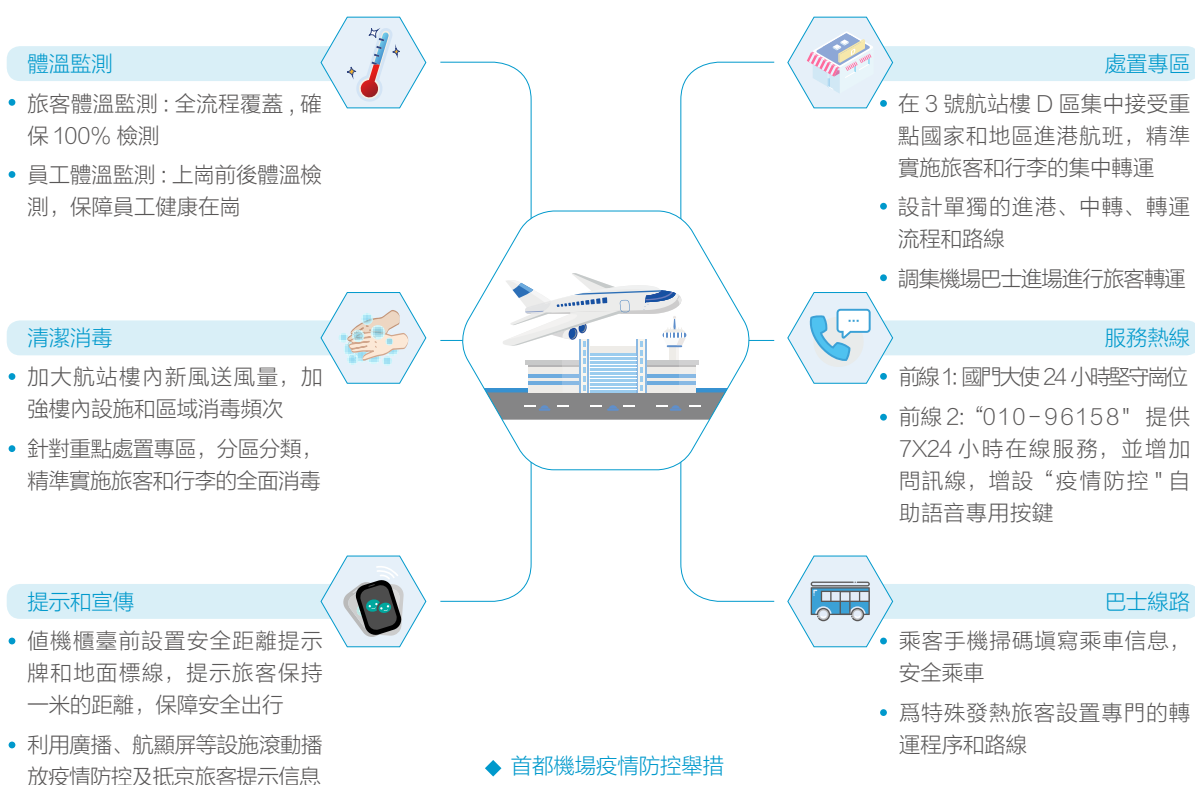 體溫監測
• 旅客體溫監測：全流程覆蓋，確
保 100% 檢測
• 員工體溫監測：上崗前後體溫檢
測，保障員工健康在崗
清潔消毒
• 加大航站樓內新風送風量，加
強樓內設施和區域消毒頻次
• 針對重點處置專區，分區分類，
精準實施旅客和行李的全面消毒
提示和宣傳
• 值機櫃臺前設置安全距離提示
牌和地面標線，提示旅客保持
一米的距離，保障安全出行
• 利用廣播、航顯屏等設施滾動播
放疫情防控及抵京旅客提示信息
處置專區
• 在 3 號航站樓 D 區集中接受重
點國家和地區進港航班，精準
實施旅客和行李的集中轉運
• 設計單獨的進港、中轉、轉運
流程和路線
• 調集機場巴士進場進行旅客轉運
服務熱線
• 前線 1: 國門大使 24 小時堅守崗位
• 前線 2: “010-96158" 提供
7X24 小時在線服務，並增加
問訊線，增設“疫情防控"自
助語音專用按鍵
巴士線路
• 乘客手機掃碼填寫乘車信息，
安全乘車
• 爲特殊發熱旅客設置專門的轉
運程序和路線
◆ 首都機場疫情防控舉措